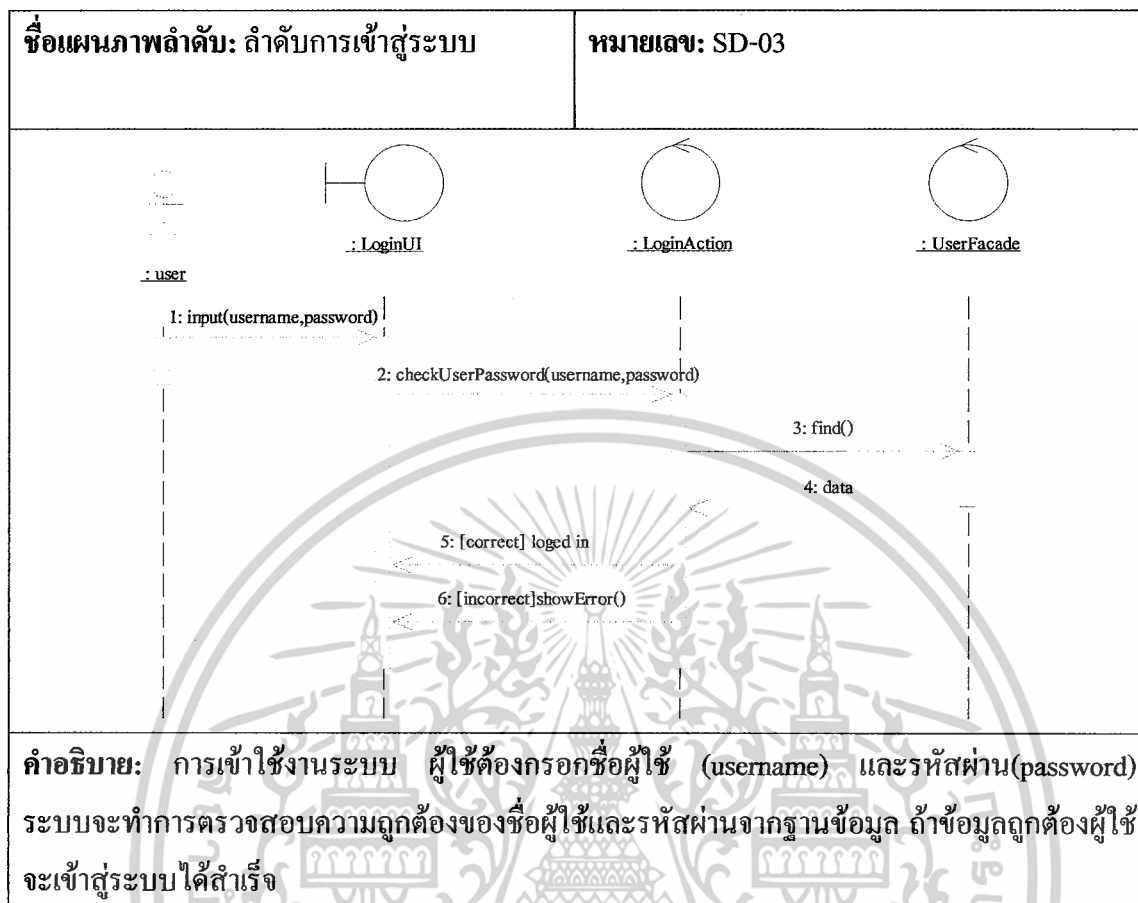 ชื่อแผนภาพลำดับ: ลำดับการเข้าสู่ระบบ
หมายเลข: SD-03
: LoginUI
: LoginAction
: UserFacade
: user
1: input(username,password)
2: checkUserPassword(username,password)
3: find()
4: data
5: [correct] loged in
6: [incorrect]showError()
คำอธิบาย: การเข้าใช้งานระบบ ผู้ใช้ต้องกรอกชื่อผู้ใช้ (username) และรหัสผ่าน(password)
ระบบจะทำการตรวจสอบความถูกต้องของชื่อผู้ใช้และรหัสผ่านจากฐานข้อมูล ถ้าข้อมูลถูกต้องผู้ใช้
จะเข้าสู่ระบบได้สำเร็จ